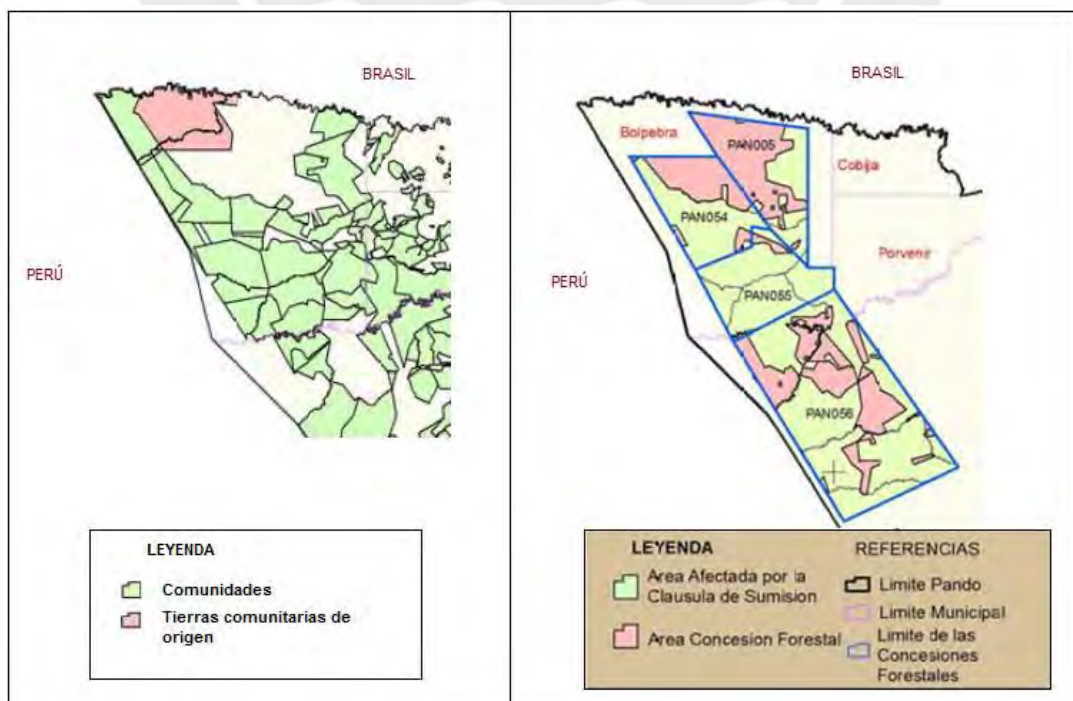 BRASIL
PERÚ
LEYENDA
Comunidades
Tierras comunitarias de
origen
BRASIL
Bolpebra
PAN005
Cobija
PAN054
Porvenir
PERÚ
PAN055
PAN056
LEYENDA
Area Afectada por la
Clausula de Sumision
Area Concesion Forestal
REFERENCIAS
Limite Pando
Limite Municipal
Limite de las
Concesiones
Forestales